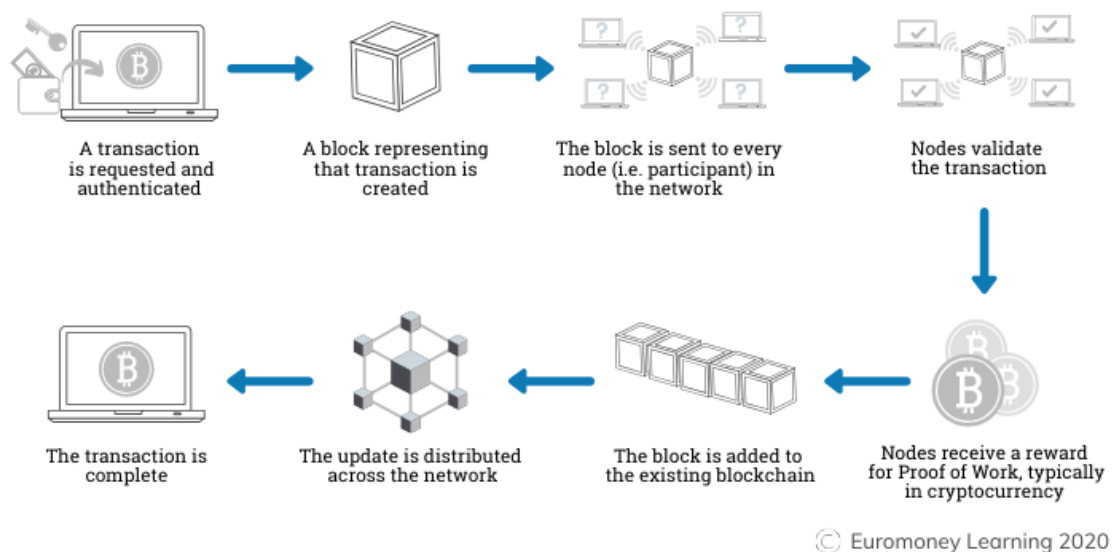 A transaction
is requested and
authenticated
A block representing
that transaction is
created
The block is sent to every
node (i.e. participant) in
the network
Nodes validate
the transaction
The transaction is
complete
The update is distributed
across the network
The block is added to
the existing blockchain
Nodes receive a reward
for Proof of Work, typically
in cryptocurrency
© Euromoney Learning 2020